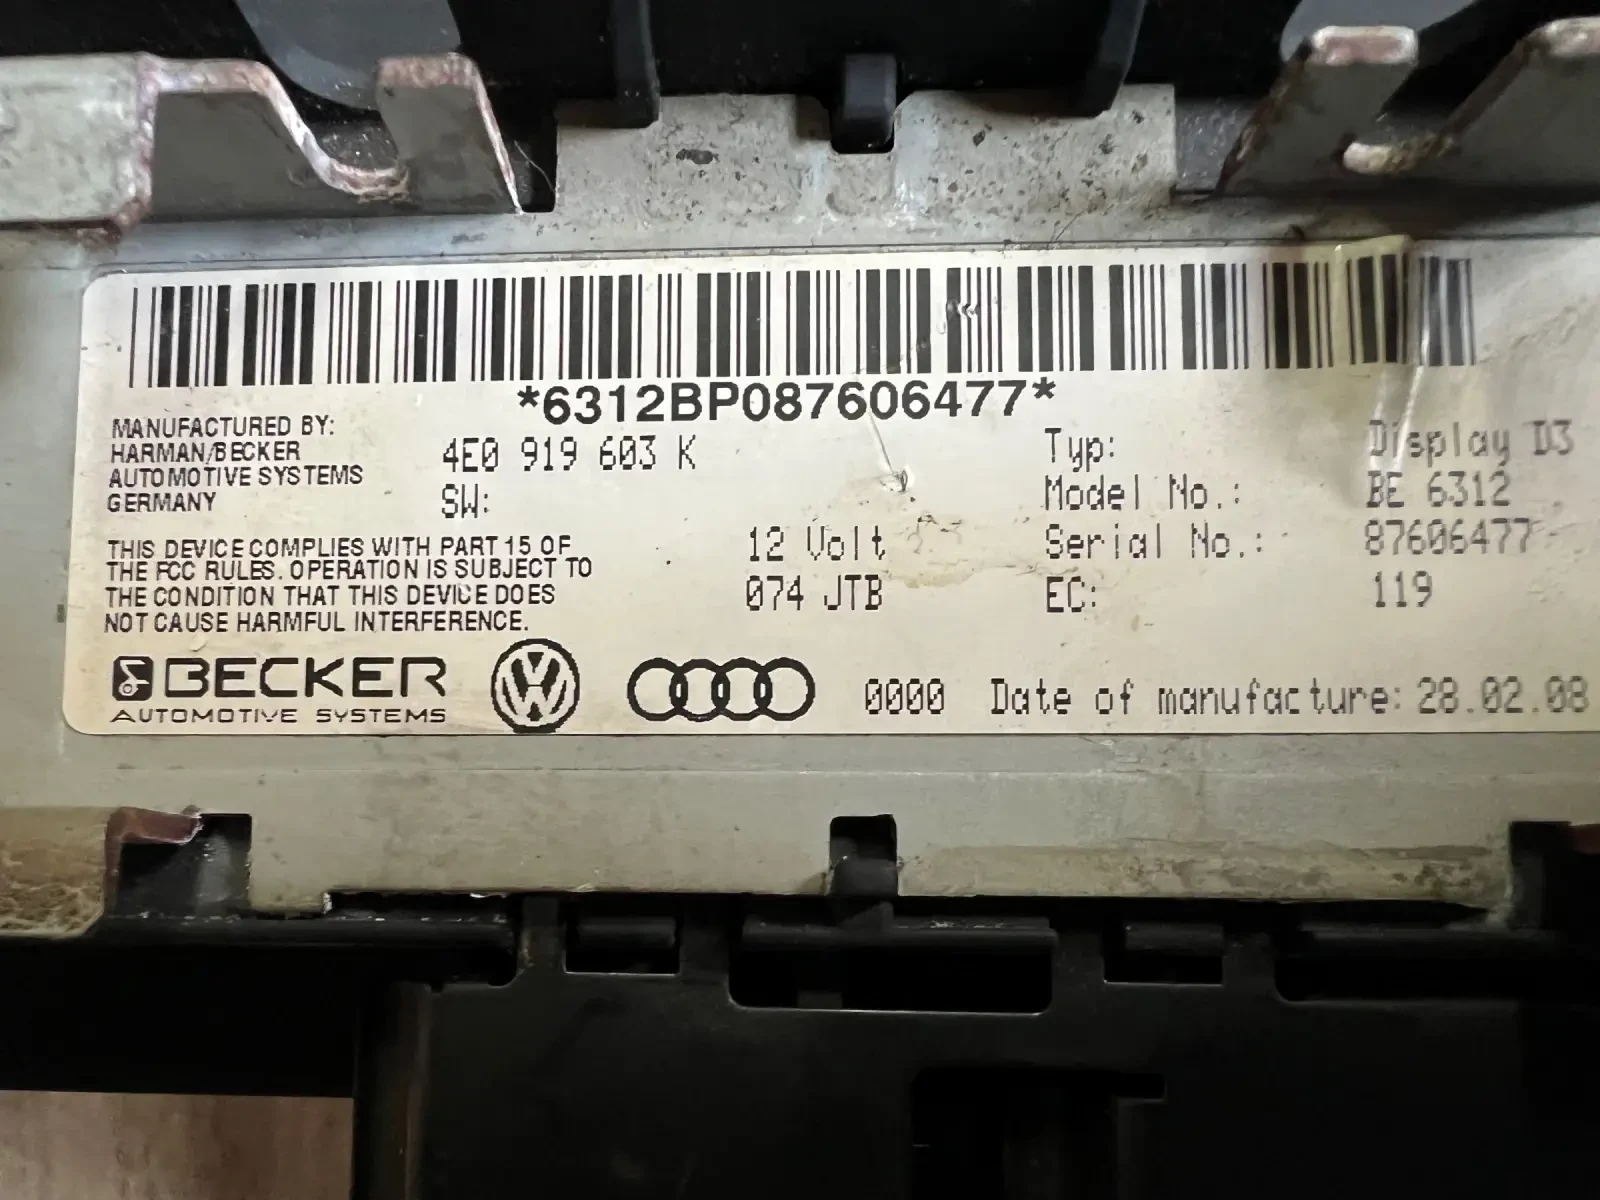 *6312BP087606477*
MANUFACTURED BY:
HARMAN/BECKER
AUTOMOTIVE SYSTEMS
GERMANY
4E0 919 603 K
SW:
THIS DEVICE COMPLIES WITH PART 15 OF
THE FCC RULES. OPERATION IS SUBJECT TO
THE CONDITION THAT THIS DEVICE DOES
NOT CAUSE HARMFUL INTERFERENCE.
12 Volt
074 JTB
Typ: Display D3
Model No.: BE 6312
Serial No.: 87606477
EC: 119
BECKER
AUTOMOTIVE SYSTEMS
VW
0000 Date of manufacture: 28.02.08